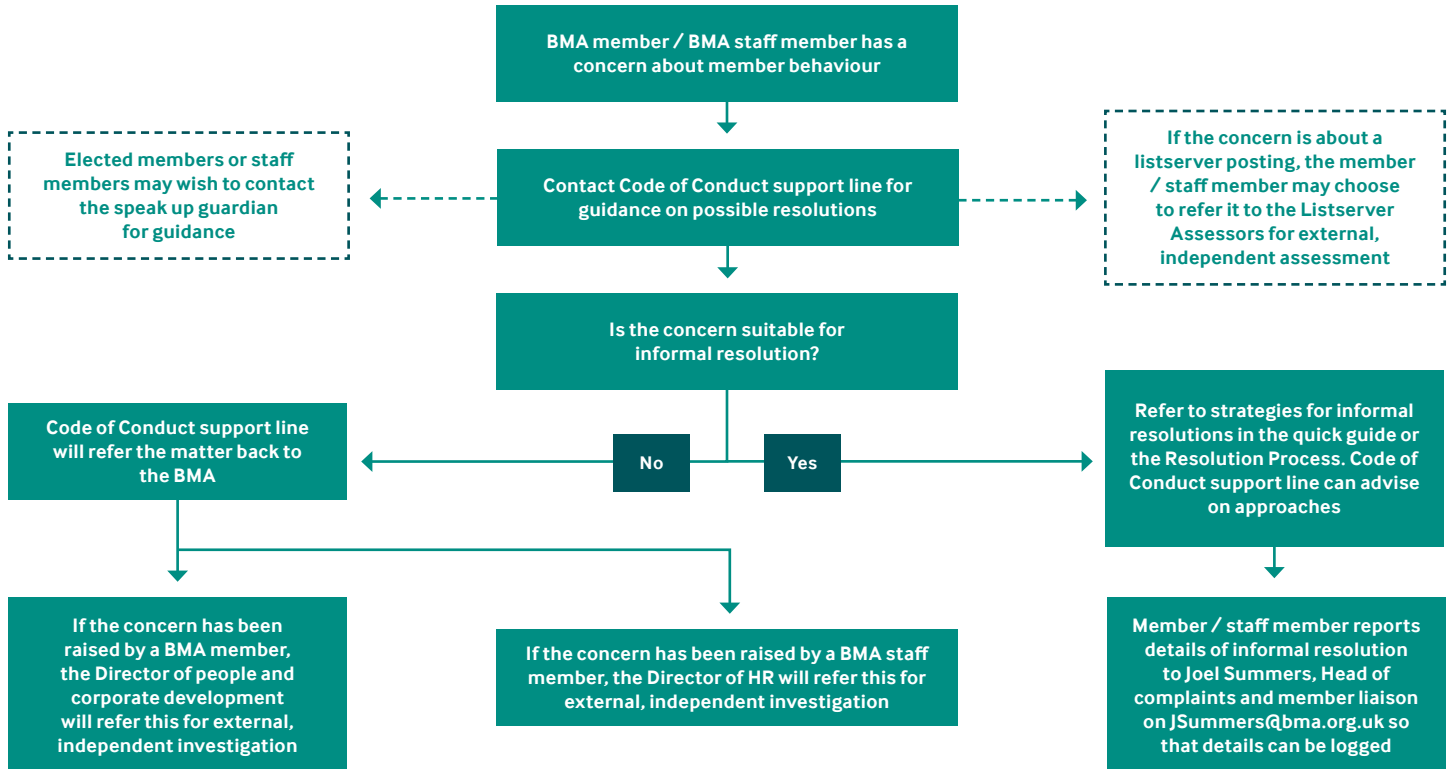 BMA member / BMA staff member has a
concern about member behaviour
Elected members or staff
members may wish to contact
the speak up guardian
for guidance
Contact Code of Conduct support line for
guidance on possible resolutions
If the concern is about a
listserver posting, the member
/ staff member may choose
to refer it to the Listserver
Assessors for external,
independent assessment
Is the concern suitable for
informal resolution?
No
Yes
Code of Conduct support line
will refer the matter back to
the BMA
Refer to strategies for informal
resolutions in the quick guide or
the Resolution Process. Code of
Conduct support line can advise
on approaches
If the concern has been
raised by a BMA member,
the Director of people and
corporate development
will refer this for external,
independent investigation
If the concern has been raised by a BMA staff
member, the Director of HR will refer this for
external, independent investigation
Member / staff member reports
details of informal resolution
to Joel Summers, Head of
complaints and member liaison
on JSummers@bma.org.uk so
that details can be logged